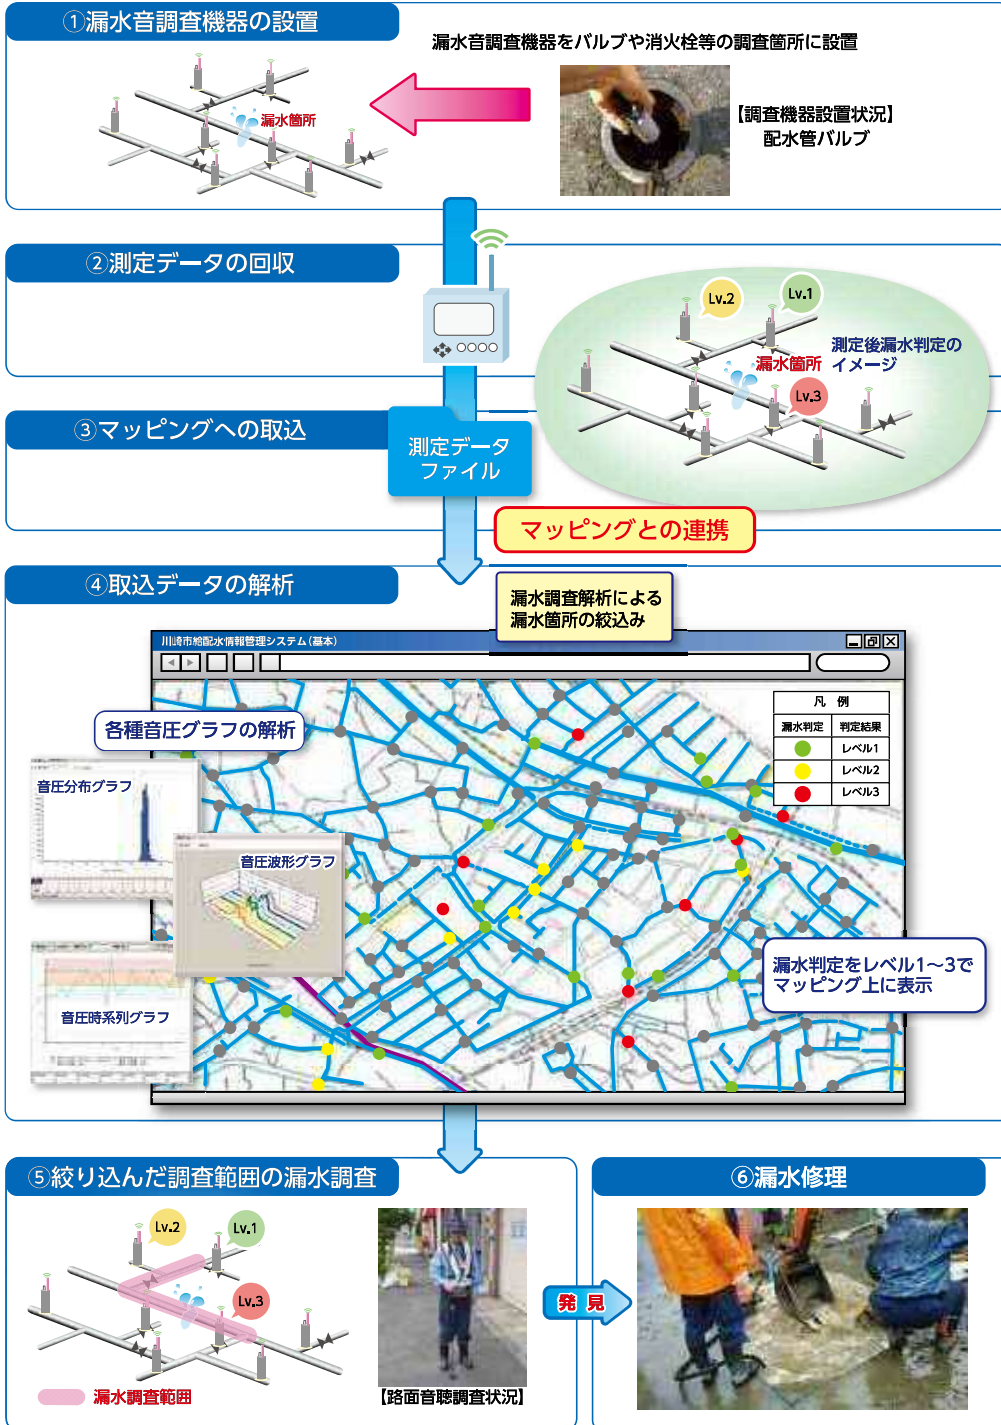 ①漏水音調査機器の設置
漏水音調査機器をバルブや消火栓等の調査箇所に設置
漏水箇所
【調査機器設置状況】
配水管バルブ
②測定データの回収
Lv.2
Lv.1
測定後漏水判定の
イメージ
漏水箇所
Lv.3
③マッピングへの取込
測定データ
ファイル
マッピングとの連携
④取込データの解析
漏水調査解析による
漏水箇所の絞込み
川崎市給配水情報管理システム（基本）
各種音圧グラフの解析
凡 例
漏水判定 判定結果
レベル1
レベル2
レベル3
音圧分布グラフ
音圧波形グラフ
音圧時系列グラフ
漏水判定をレベル1～3で
マッピング上に表示
⑤絞り込んだ調査範囲の漏水調査
Lv.2
Lv.1
Lv.3
漏水調査範囲
【路面音聴調査状況】
発見
⑥漏水修理